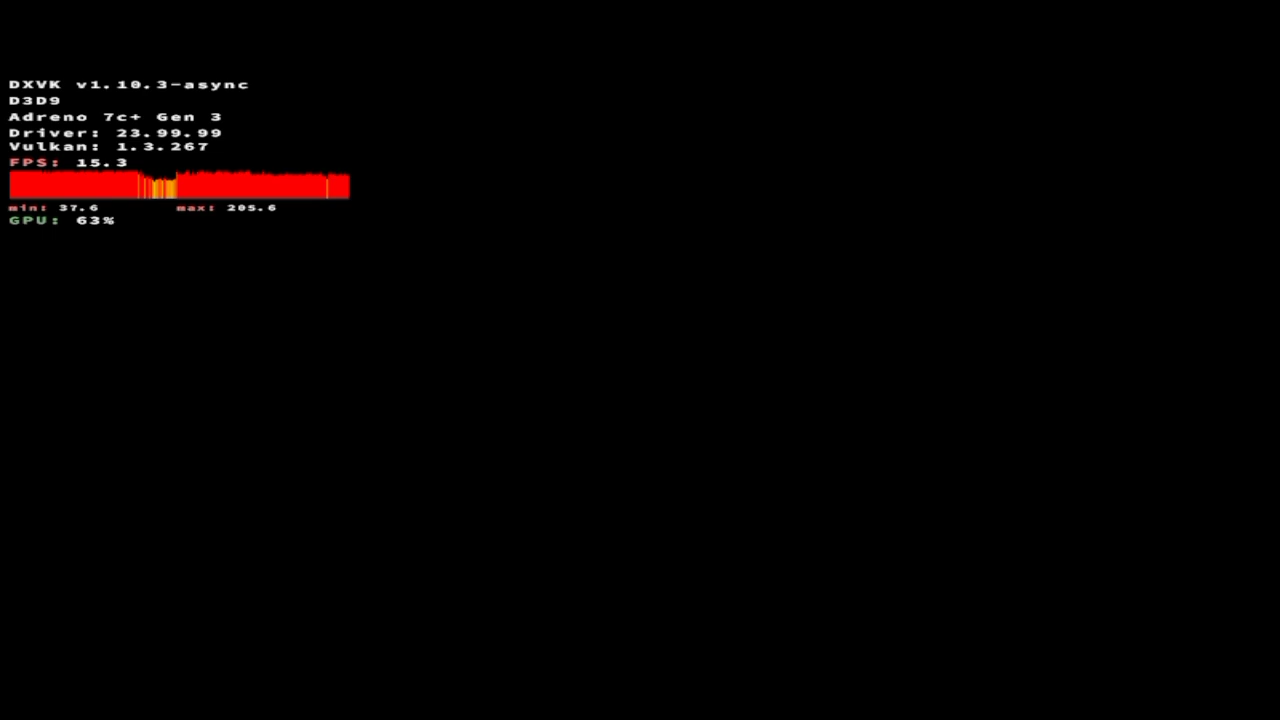 DXVK v1.10.3-async
D3D9
Adreno 7c+ Gen 3
Driver: 23.99.99
Vulkan: 1.3.267
FPS: 15.3
min: 37.6 max: 205.6
GPU: 63%